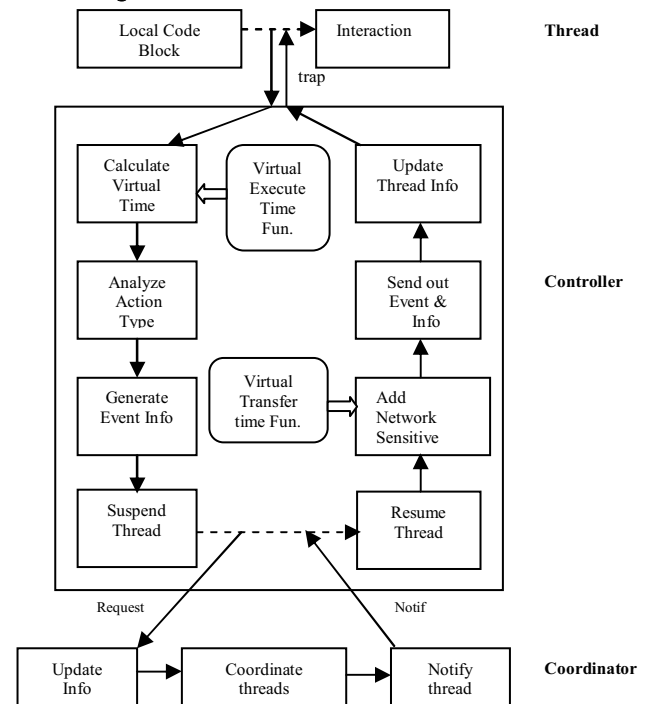 Local Code
Block
Interaction
Thread
trap
Calculate
Virtual
Time
Virtual
Execute
Time
Fun.
Update
Thread Info
Analyze
Action
Type
Send out
Event &
Info
Controller
Generate
Event Info
Virtual
Transfer
time Fun.
Add
Network
Sensitive
Suspend
Thread
Resume
Thread
Request
Notif
Update
Info
Coordinate
threads
Notify
thread
Coordinator